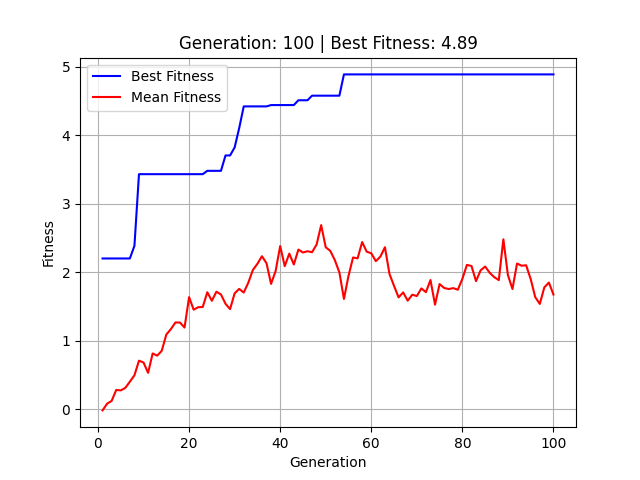 Generation: 100 | Best Fitness: 4.89
Best Fitness
Mean Fitness
5
4
3
2
1
0
Fitness
0 20 40 60 80 100
Generation